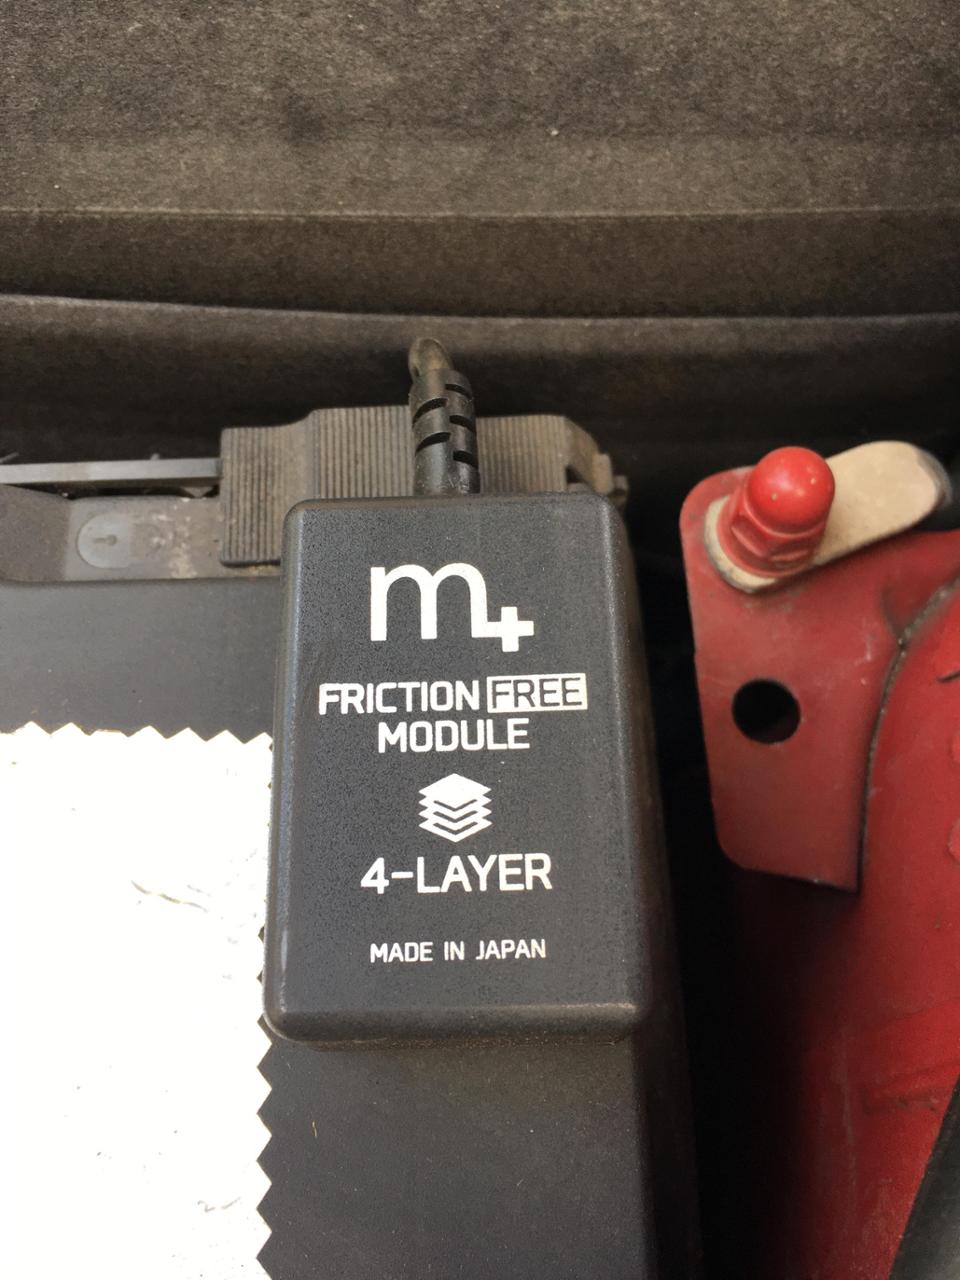 m+
FRICTION FREE
MODULE
4-LAYER
MADE IN JAPAN